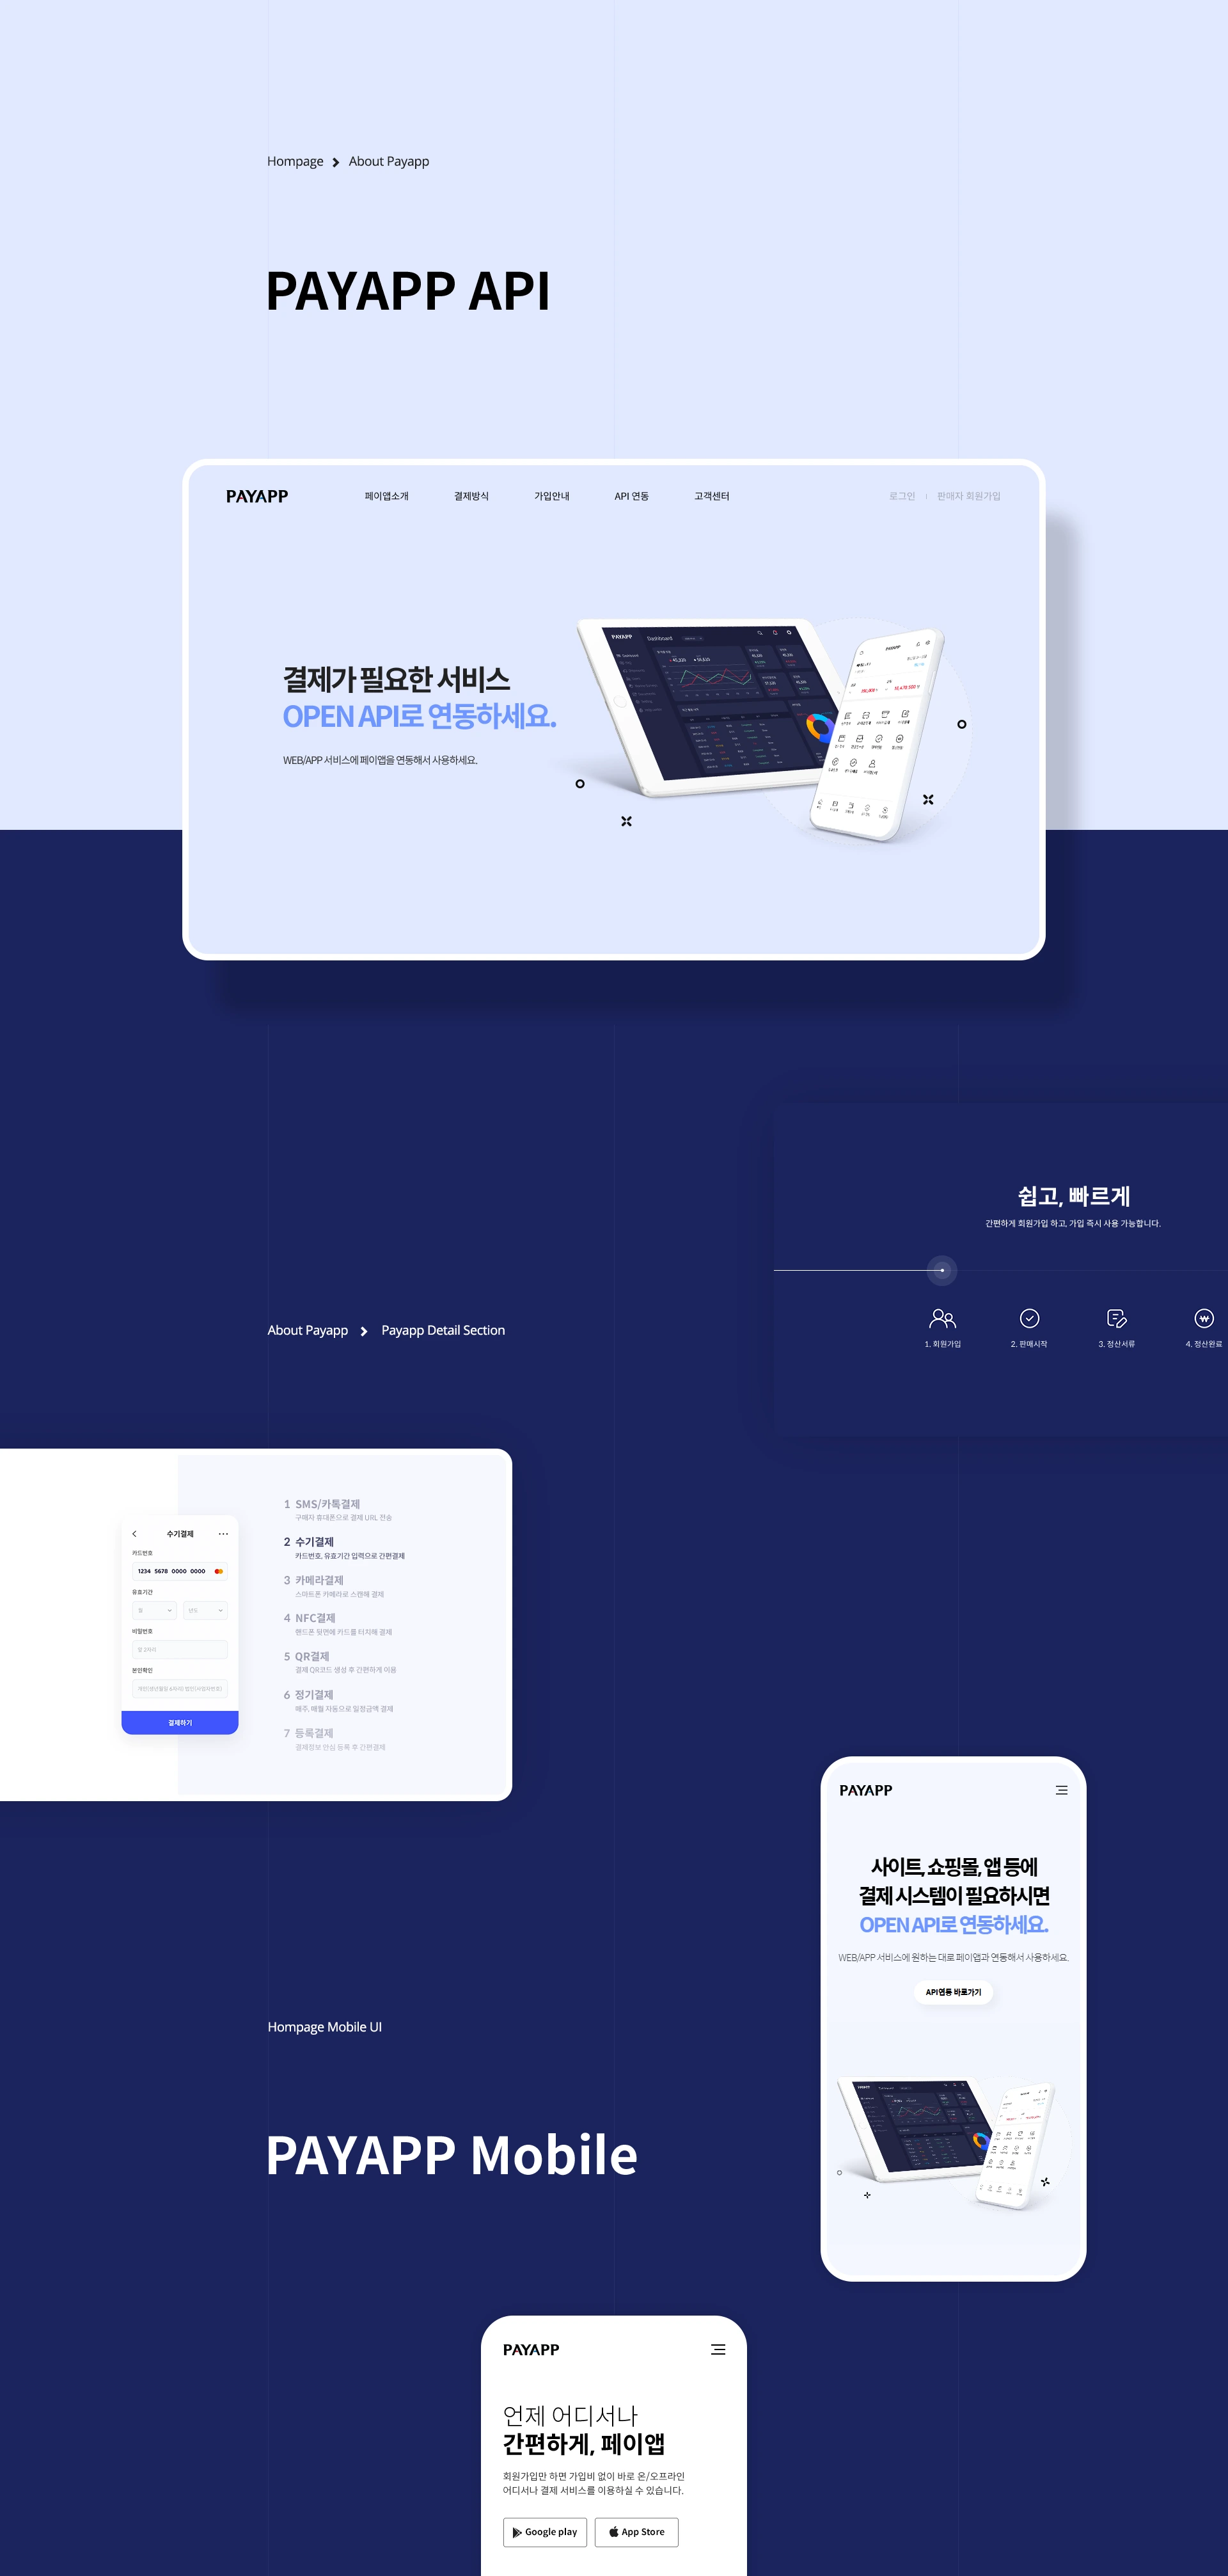 Hompage > About Payapp
PAYAPP API
PAYAPP 페이앱소개 결제방식 가입안내 API 연동 고객센터 로그인 | 판매자 회원가입
결제가 필요한 서비스
OPEN API로 연동하세요.
WEB/APP 서비스에 페이앱을 연동해서 사용하세요.
PAYAPP Dashboard
PAYAPP
쉽고, 빠르게
간편하게 회원가입 하고, 가입 즉시 사용 가능합니다.
1. 회원가입 2. 판매시작 3. 정산서류 4. 정산완료
About Payapp > Payapp Detail Section
수기결제
카드번호
1234 5678 0000 0000
유효기간
월 년도
비밀번호
앞 2자리
본인확인
결제하기
1 SMS/카톡결제
구매자 휴대폰으로 결제 URL 전송
2 수기결제
카드번호, 유효기간 입력으로 간편결제
3 카메라결제
스마트폰 카메라로 스캔해 결제
4 NFC결제
핸드폰 뒷면에 카드를 터치해 결제
5 QR결제
결제 QR코드 생성 후 간편하게 이용
6 정기결제
매주, 매월 자동으로 일정금액 결제
7 등록결제
결제정보 안심 등록 후 간편결제
PAYAPP
사이트, 쇼핑몰, 앱 등에
결제 시스템이 필요하시면
OPEN API로 연동하세요.
WEB/APP 서비스에 원하는 대로 페이앱과 연동해서 사용하세요.
API연동 바로가기
Hompage Mobile UI
PAYAPP Mobile
PAYAPP
언제 어디서나
간편하게, 페이앱
회원가입만 하면 가입비 없이 바로 온/오프라인
어디서나 결제 서비스를 이용하실 수 있습니다.
Google play App Store